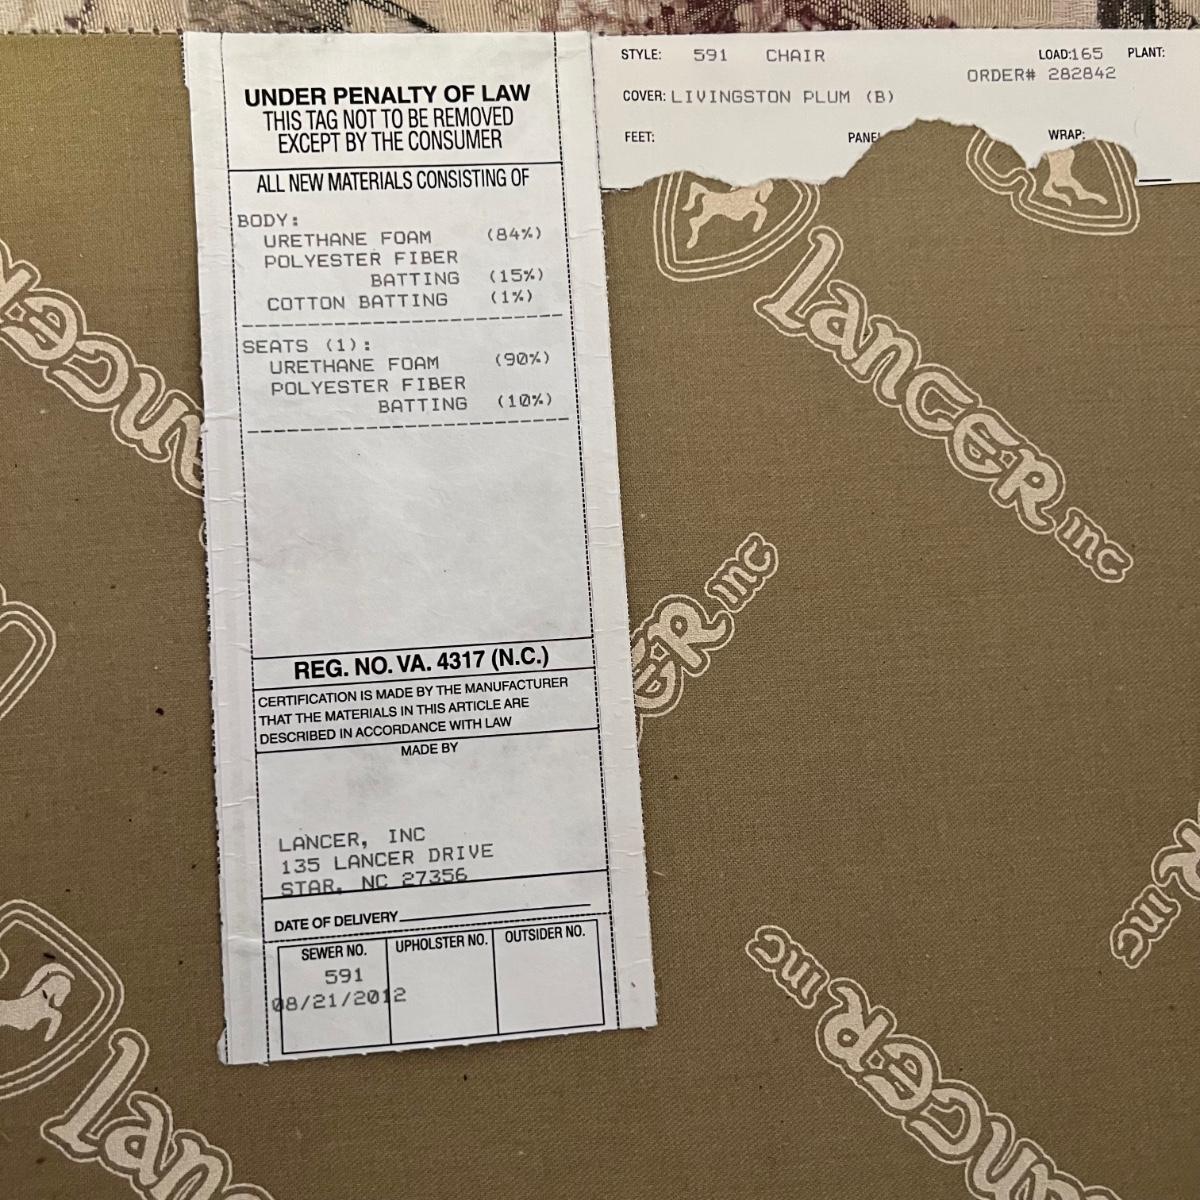 UNDER PENALTY OF LAW
THIS TAG NOT TO BE REMOVED
EXCEPT BY THE CONSUMER
ALL NEW MATERIALS CONSISTING OF
BODY:
URETHANE FOAM (84%)
POLYESTER FIBER
BATTING (15%)
COTTON BATTING (1%)
SEATS (1):
URETHANE FOAM (90%)
POLYESTER FIBER
BATTING (10%)
REG. NO. VA. 4317 (N.C.)
CERTIFICATION IS MADE BY THE MANUFACTURER
THAT THE MATERIALS IN THIS ARTICLE ARE
DESCRIBED IN ACCORDANCE WITH LAW
MADE BY
LANCER, INC
135 LANCER DRIVE
STAR, NC 27356
DATE OF DELIVERY
SEWER NO. UPHOLSTER NO. OUTSIDER NO.
591
08/21/2012
STYLE: 591 CHAIR LOAD:165 PLANT:
ORDER# 282842
COVER: LIVINGSTON PLUM (B)
FEET: PANEL WRAP:
LANCER INC
LANCE
ER INC
R INC
LANCER INC
LAN